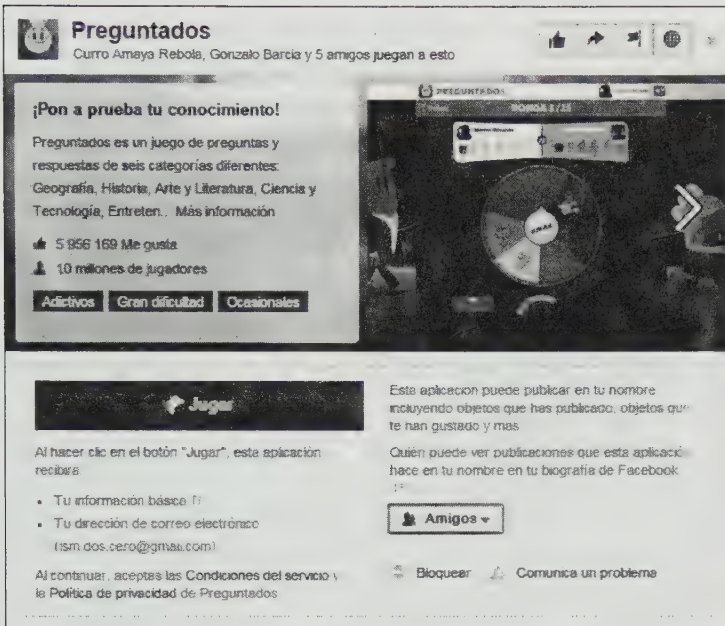 Preguntados
Curro Amaya Rebola, Gonzalo Barcia y 5 amigos juegan a esto
¡Pon a prueba tu conocimiento!
Preguntados es un juego de preguntas y
respuestas de seis categorías diferentes:
Geografía, Historia, Arte y Literatura, Ciencia y
Tecnología, Entreten... Más información
5 956 169 Me gusta
10 millones de jugadores
Adictivos Gran dificultad Ocasionales
PREGUNTADOS
Jugar
Al hacer clic en el botón "Jugar", esta aplicación
recibirá
• Tu información básica
• Tu dirección de correo electrónico
(ism.dos.cero@gmail.com)
Al continuar, aceptas las Condiciones del servicio y
la Política de privacidad de Preguntados
Esta aplicación puede publicar en tu nombre
incluyendo objetos que has publicado, objetos que
te han gustado y más
Quién puede ver publicaciones que esta aplicación
hace en tu nombre en tu biografía de Facebook
Amigos
Bloquear Comunica un problema